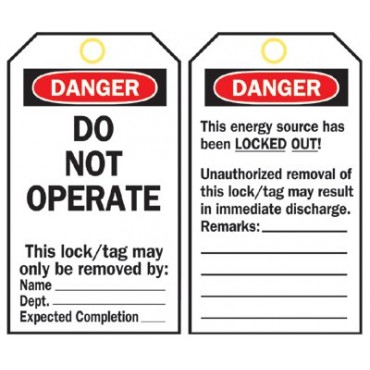 DANGER
DO
NOT
OPERATE
This lock/tag may
only be removed by:
Name
Dept.
Expected Completion
DANGER
This energy source has
been LOCKED OUT!
Unauthorized removal of
this lock/tag may result
in immediate discharge.
Remarks: